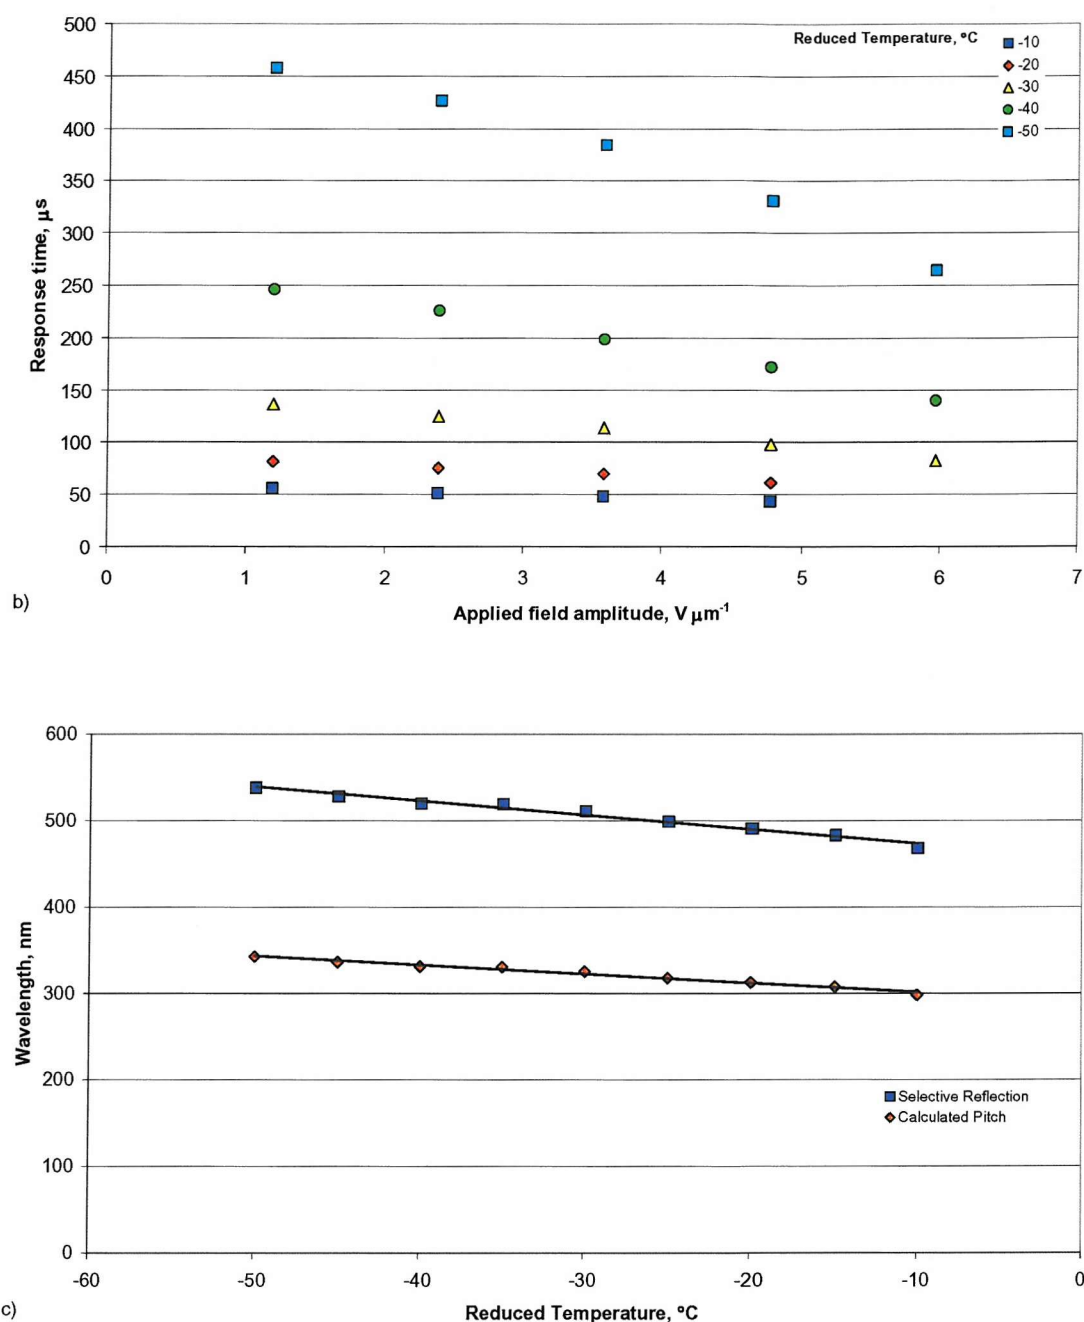 500
450
400
350
300
250
200
150
100
50
0
Response time, µs
Reduced Temperature, °C
-10
-20
-30
-40
-50
0 1 2 3 4 5 6 7
b)
Applied field amplitude, V µm-1
600
500
400
300
200
100
0
Wavelength, nm
Selective Reflection
Calculated Pitch
-60 -50 -40 -30 -20 -10 0
c)
Reduced Temperature, °C